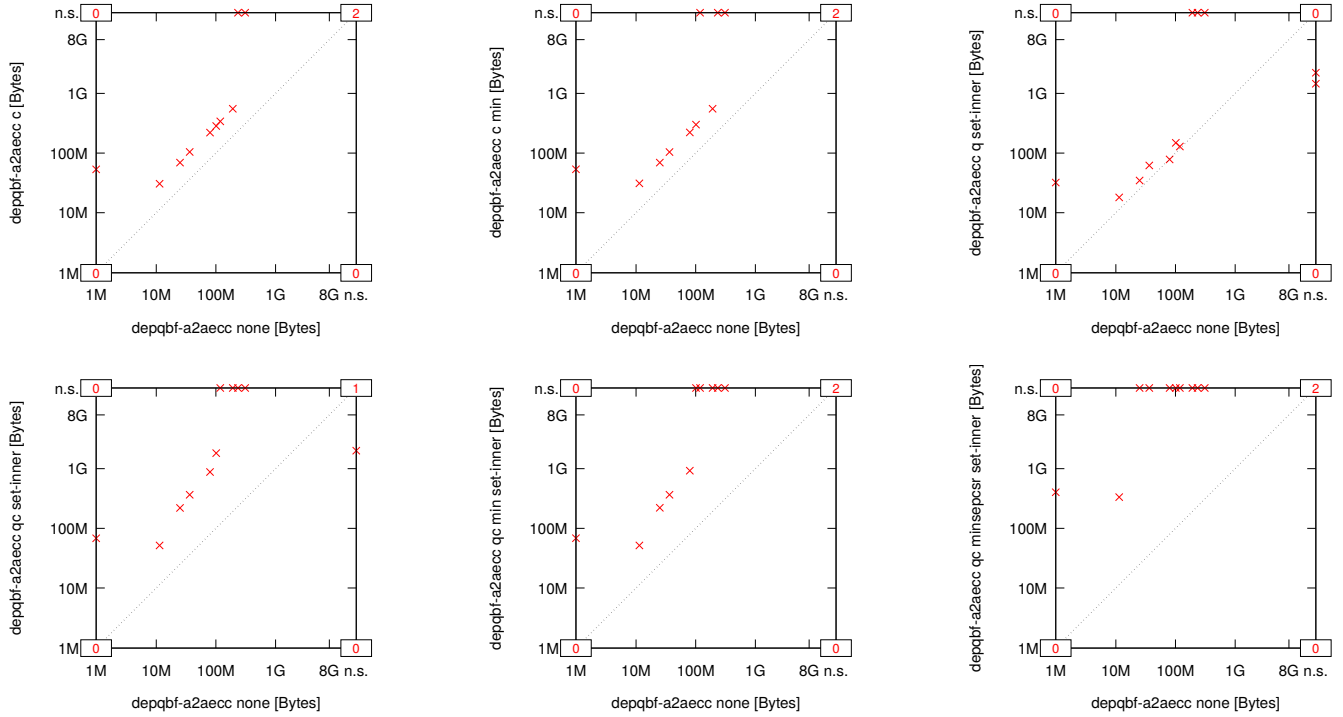 n.s. 0 2
8G
1G
100M
10M
1M 0 0
1M 10M 100M 1G 8G n.s.
depqbf-a2aecc none [Bytes]
depqbf-a2aecc c [Bytes]
n.s. 0 2
8G
1G
100M
10M
1M 0 0
1M 10M 100M 1G 8G n.s.
depqbf-a2aecc none [Bytes]
depqbf-a2aecc c min [Bytes]
n.s. 0 0
8G
1G
100M
10M
1M 0 0
1M 10M 100M 1G 8G n.s.
depqbf-a2aecc none [Bytes]
depqbf-a2aecc q set-inner [Bytes]
n.s. 0 1
8G
1G
100M
10M
1M 0 0
1M 10M 100M 1G 8G n.s.
depqbf-a2aecc none [Bytes]
depqbf-a2aecc qc set-inner [Bytes]
n.s. 0 2
8G
1G
100M
10M
1M 0 0
1M 10M 100M 1G 8G n.s.
depqbf-a2aecc none [Bytes]
depqbf-a2aecc qc min set-inner [Bytes]
n.s. 0 2
8G
1G
100M
10M
1M 0 0
1M 10M 100M 1G 8G n.s.
depqbf-a2aecc none [Bytes]
depqbf-a2aecc qc minsepcsr set-inner [Bytes]